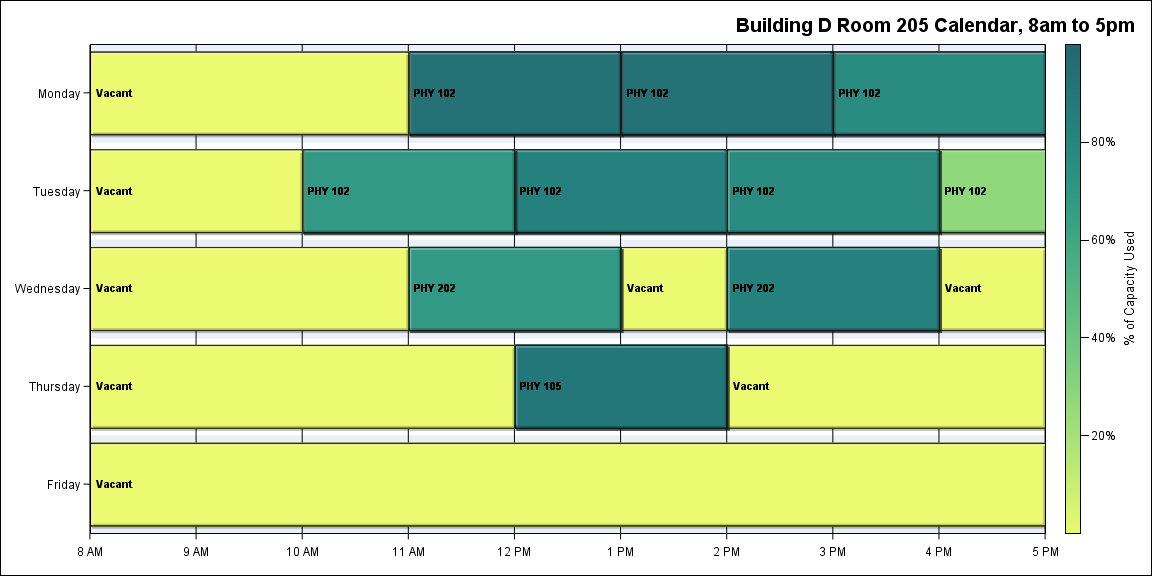 Building D Room 205 Calendar, 8am to 5pm
Monday
Vacant
PHY 102
PHY 102
PHY 102
Tuesday
Vacant
PHY 102
PHY 102
PHY 102
PHY 102
Wednesday
Vacant
PHY 202
Vacant
PHY 202
Vacant
Thursday
Vacant
PHY 105
Vacant
Friday
Vacant
8 AM
9 AM
10 AM
11 AM
12 PM
1 PM
2 PM
3 PM
4 PM
5 PM
80%
60%
40%
20%
% of Capacity Used